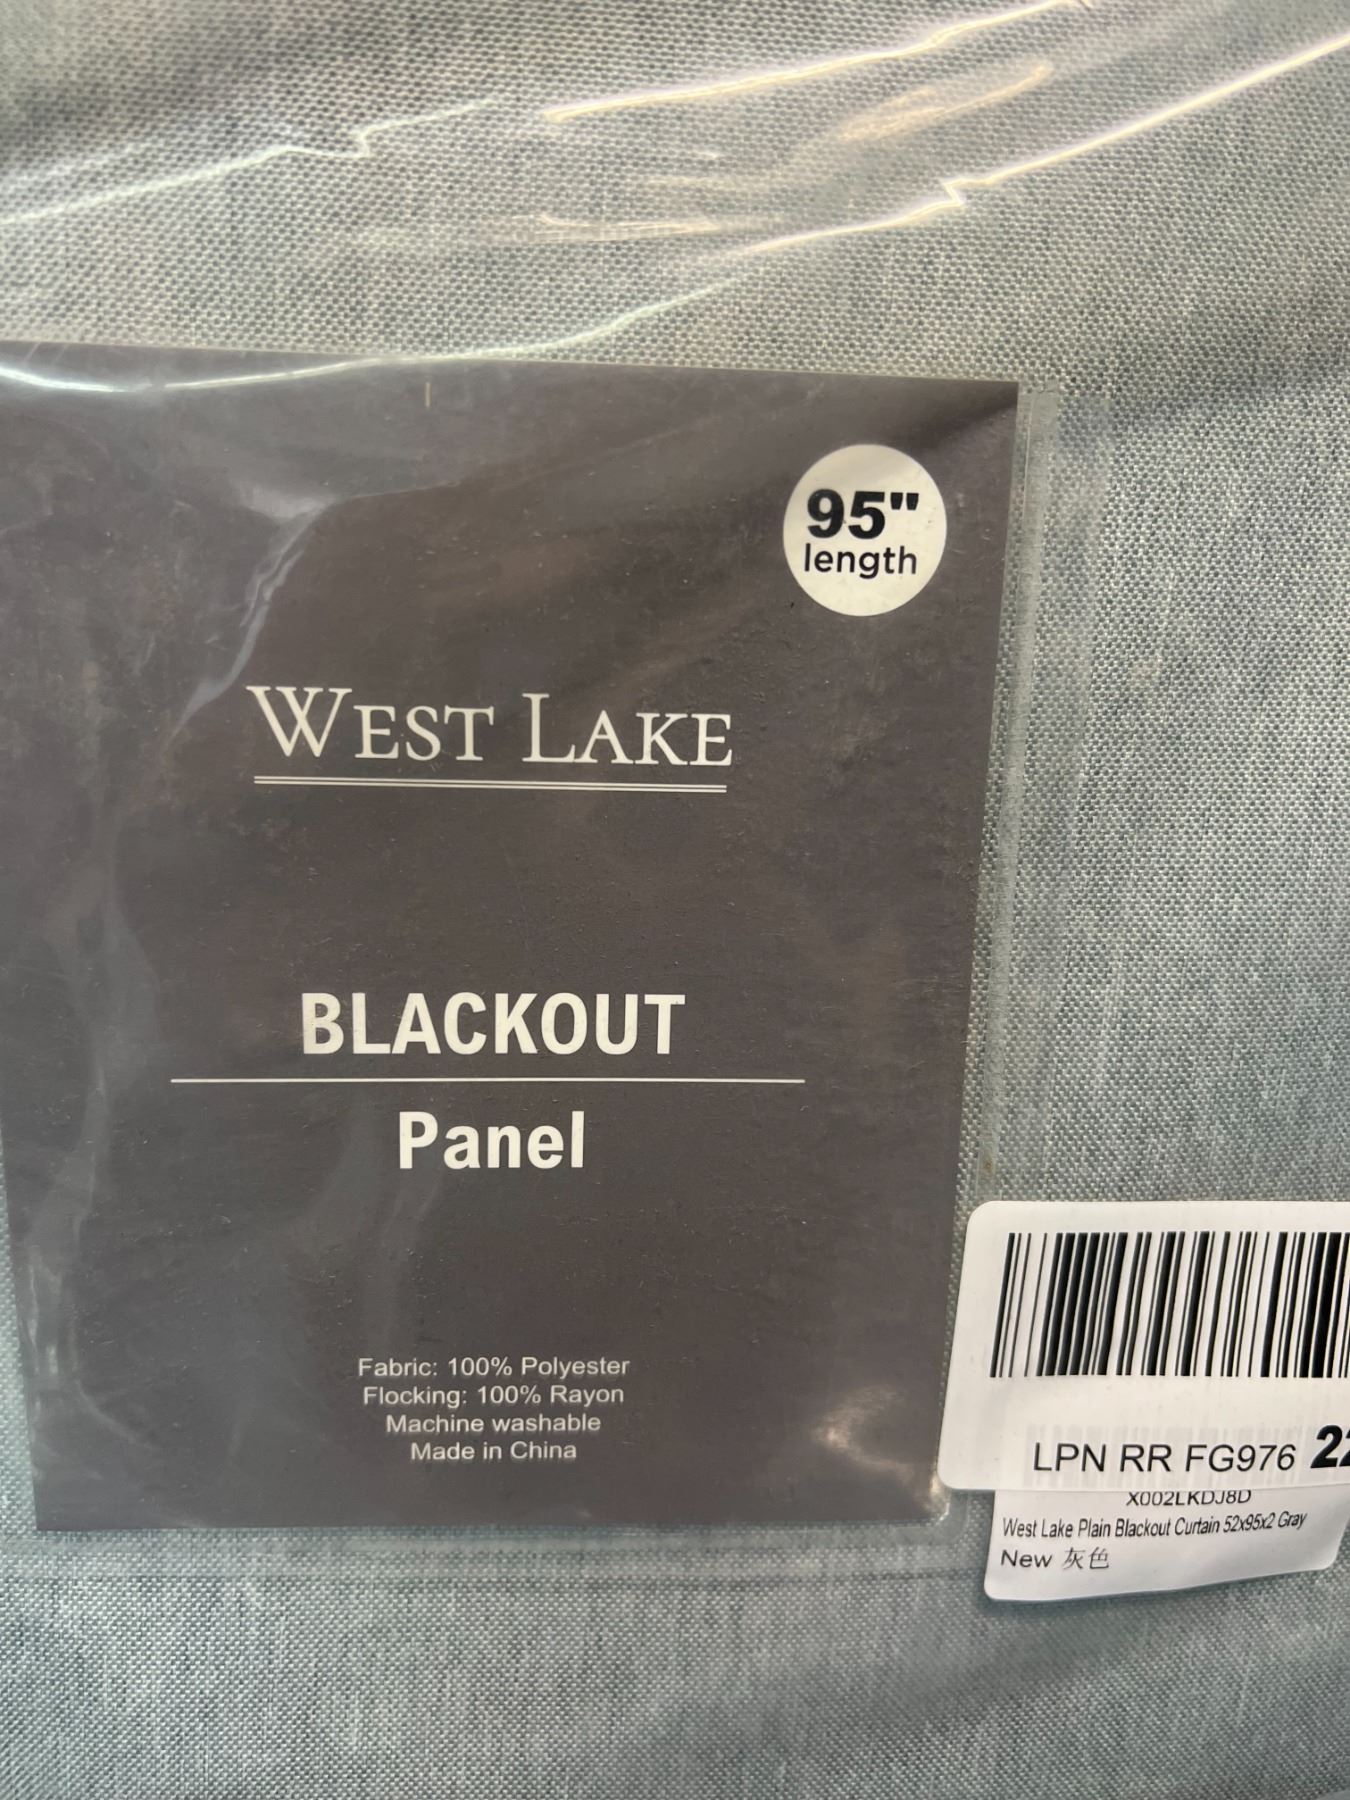 95"
length
WEST LAKE
BLACKOUT
Panel
Fabric: 100% Polyester
Flocking: 100% Rayon
Machine washable
Made in China
LPN RR FG976 22
X002LKDJ8D
West Lake Plain Blackout Curtain 52x95x2 Gray
New 灰色